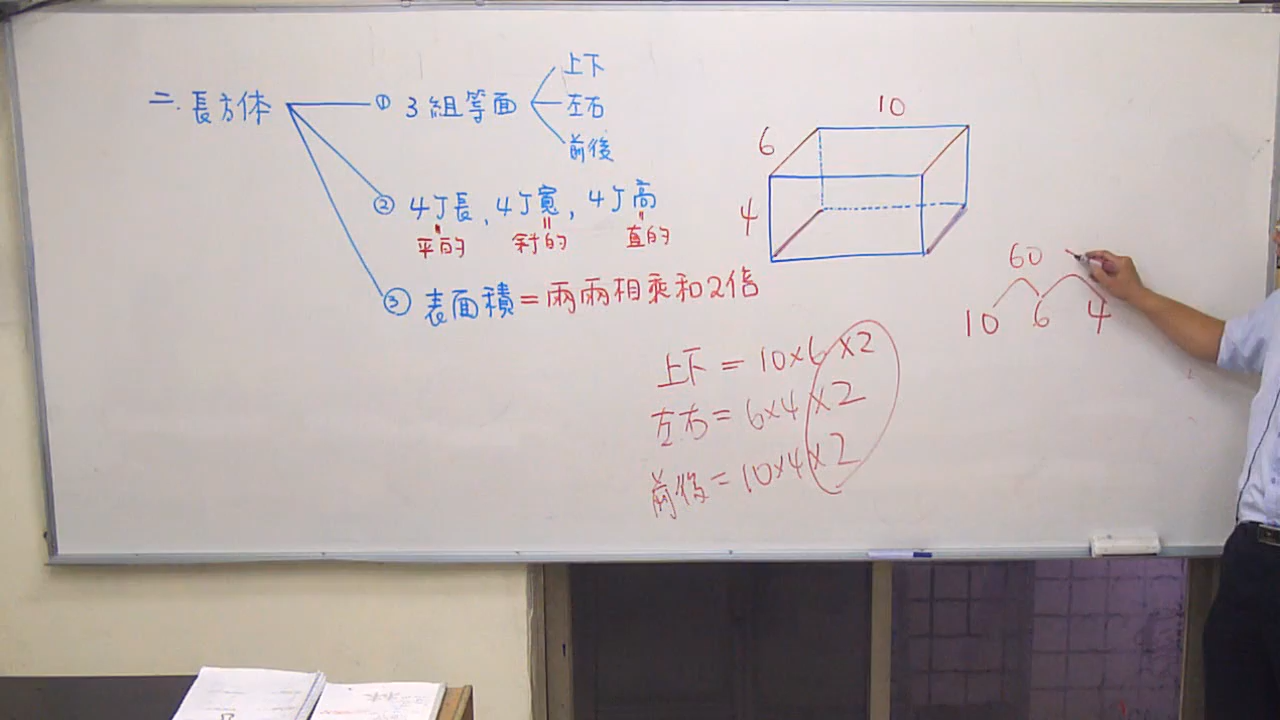 二.長方体
① 3組等面
上下
左右
前後
② 4丁長, 4丁寬, 4丁高
平的 斜的 直的
③ 表面積=兩兩相乘和2倍
10
6
4
60
10 6 4
上下=10×6×2
左右=6×4×2
前後=10×4×2